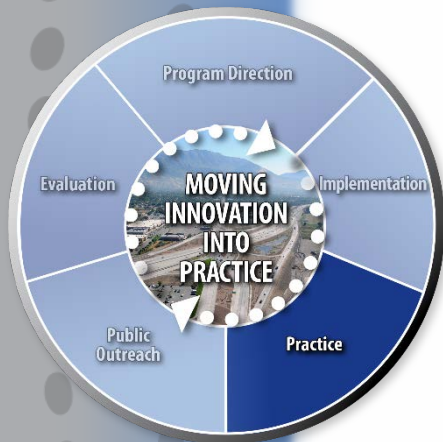 Program Direction
Evaluation
Implementation
MOVING
INNOVATION
INTO
PRACTICE
Public
Outreach
Practice